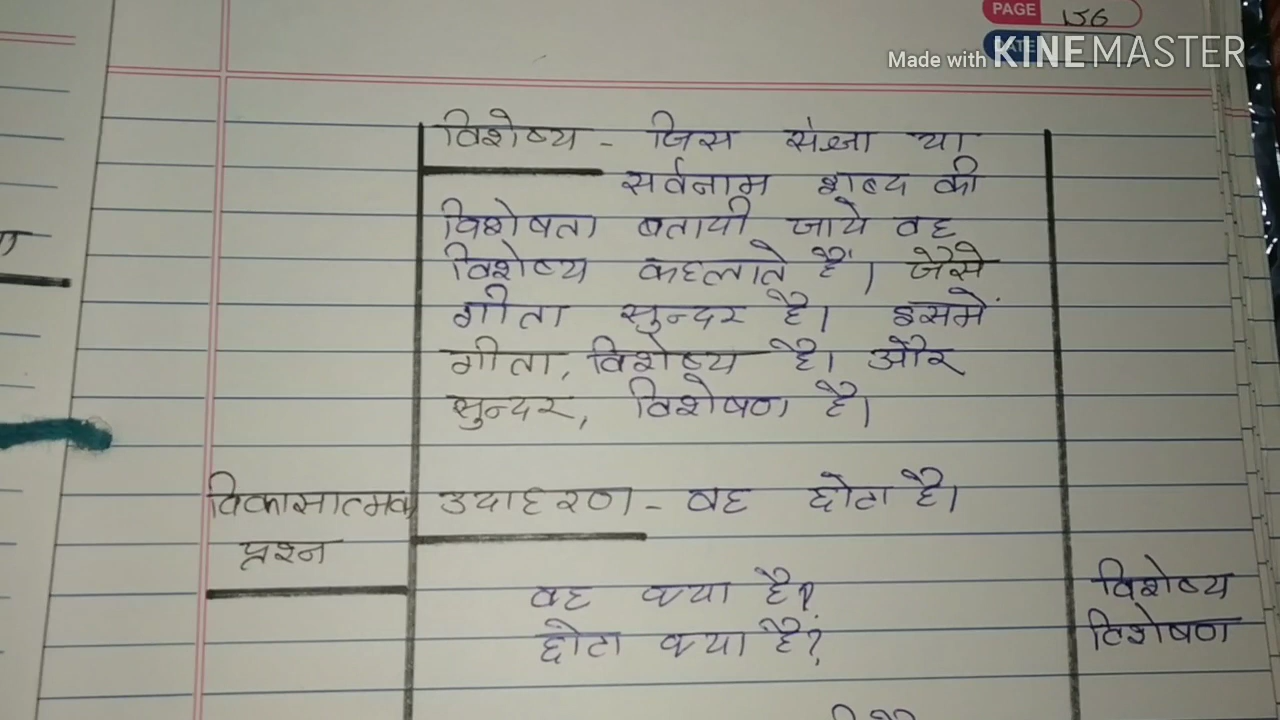 PAGE 156
DATE
Made with KINEMASTER
विशेष्य - जिस संज्ञा या
सर्वनाम शब्द की
विशेषता बतायी जाये वह
विशेष्य कहलाते हैं। जैसे
गीता सुन्दर है। इसमें
गीता, विशेष्य है। और
सुन्दर, विशेषण है।
विकासात्मक उदाहरण - वह छोटा है।
प्रश्न
वह क्या है? विशेष्य
छोटा क्या है? विशेषण